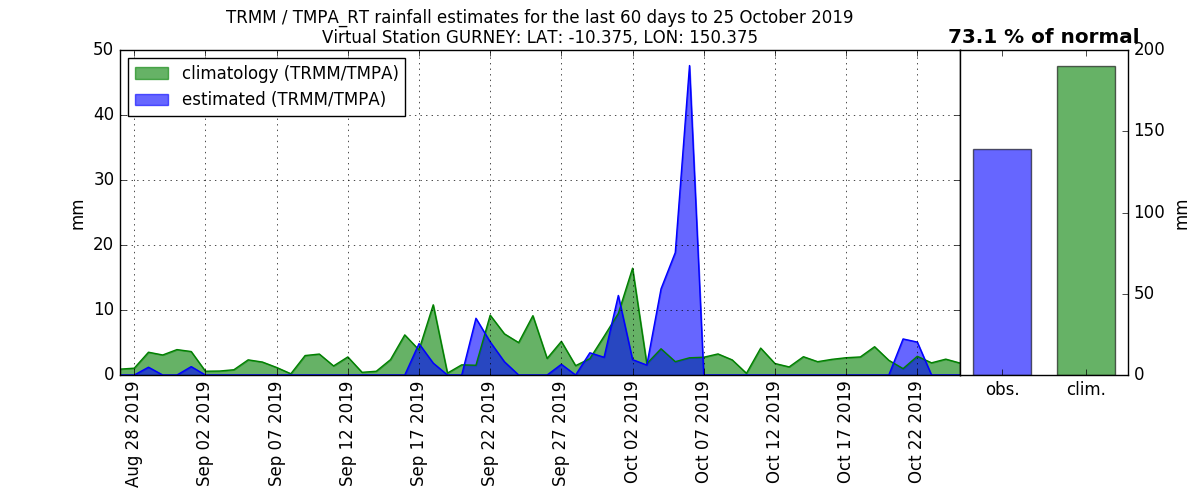 TRMM / TMPA_RT rainfall estimates for the last 60 days to 25 October 2019
Virtual Station GURNEY: LAT: -10.375, LON: 150.375
73.1 % of normal
climatology (TRMM/TMPA)
estimated (TRMM/TMPA)
mm
50
40
30
20
10
0
Aug 28 2019
Sep 02 2019
Sep 07 2019
Sep 12 2019
Sep 17 2019
Sep 22 2019
Sep 27 2019
Oct 02 2019
Oct 07 2019
Oct 12 2019
Oct 17 2019
Oct 22 2019
obs.
clim.
200
150
100
50
0
mm